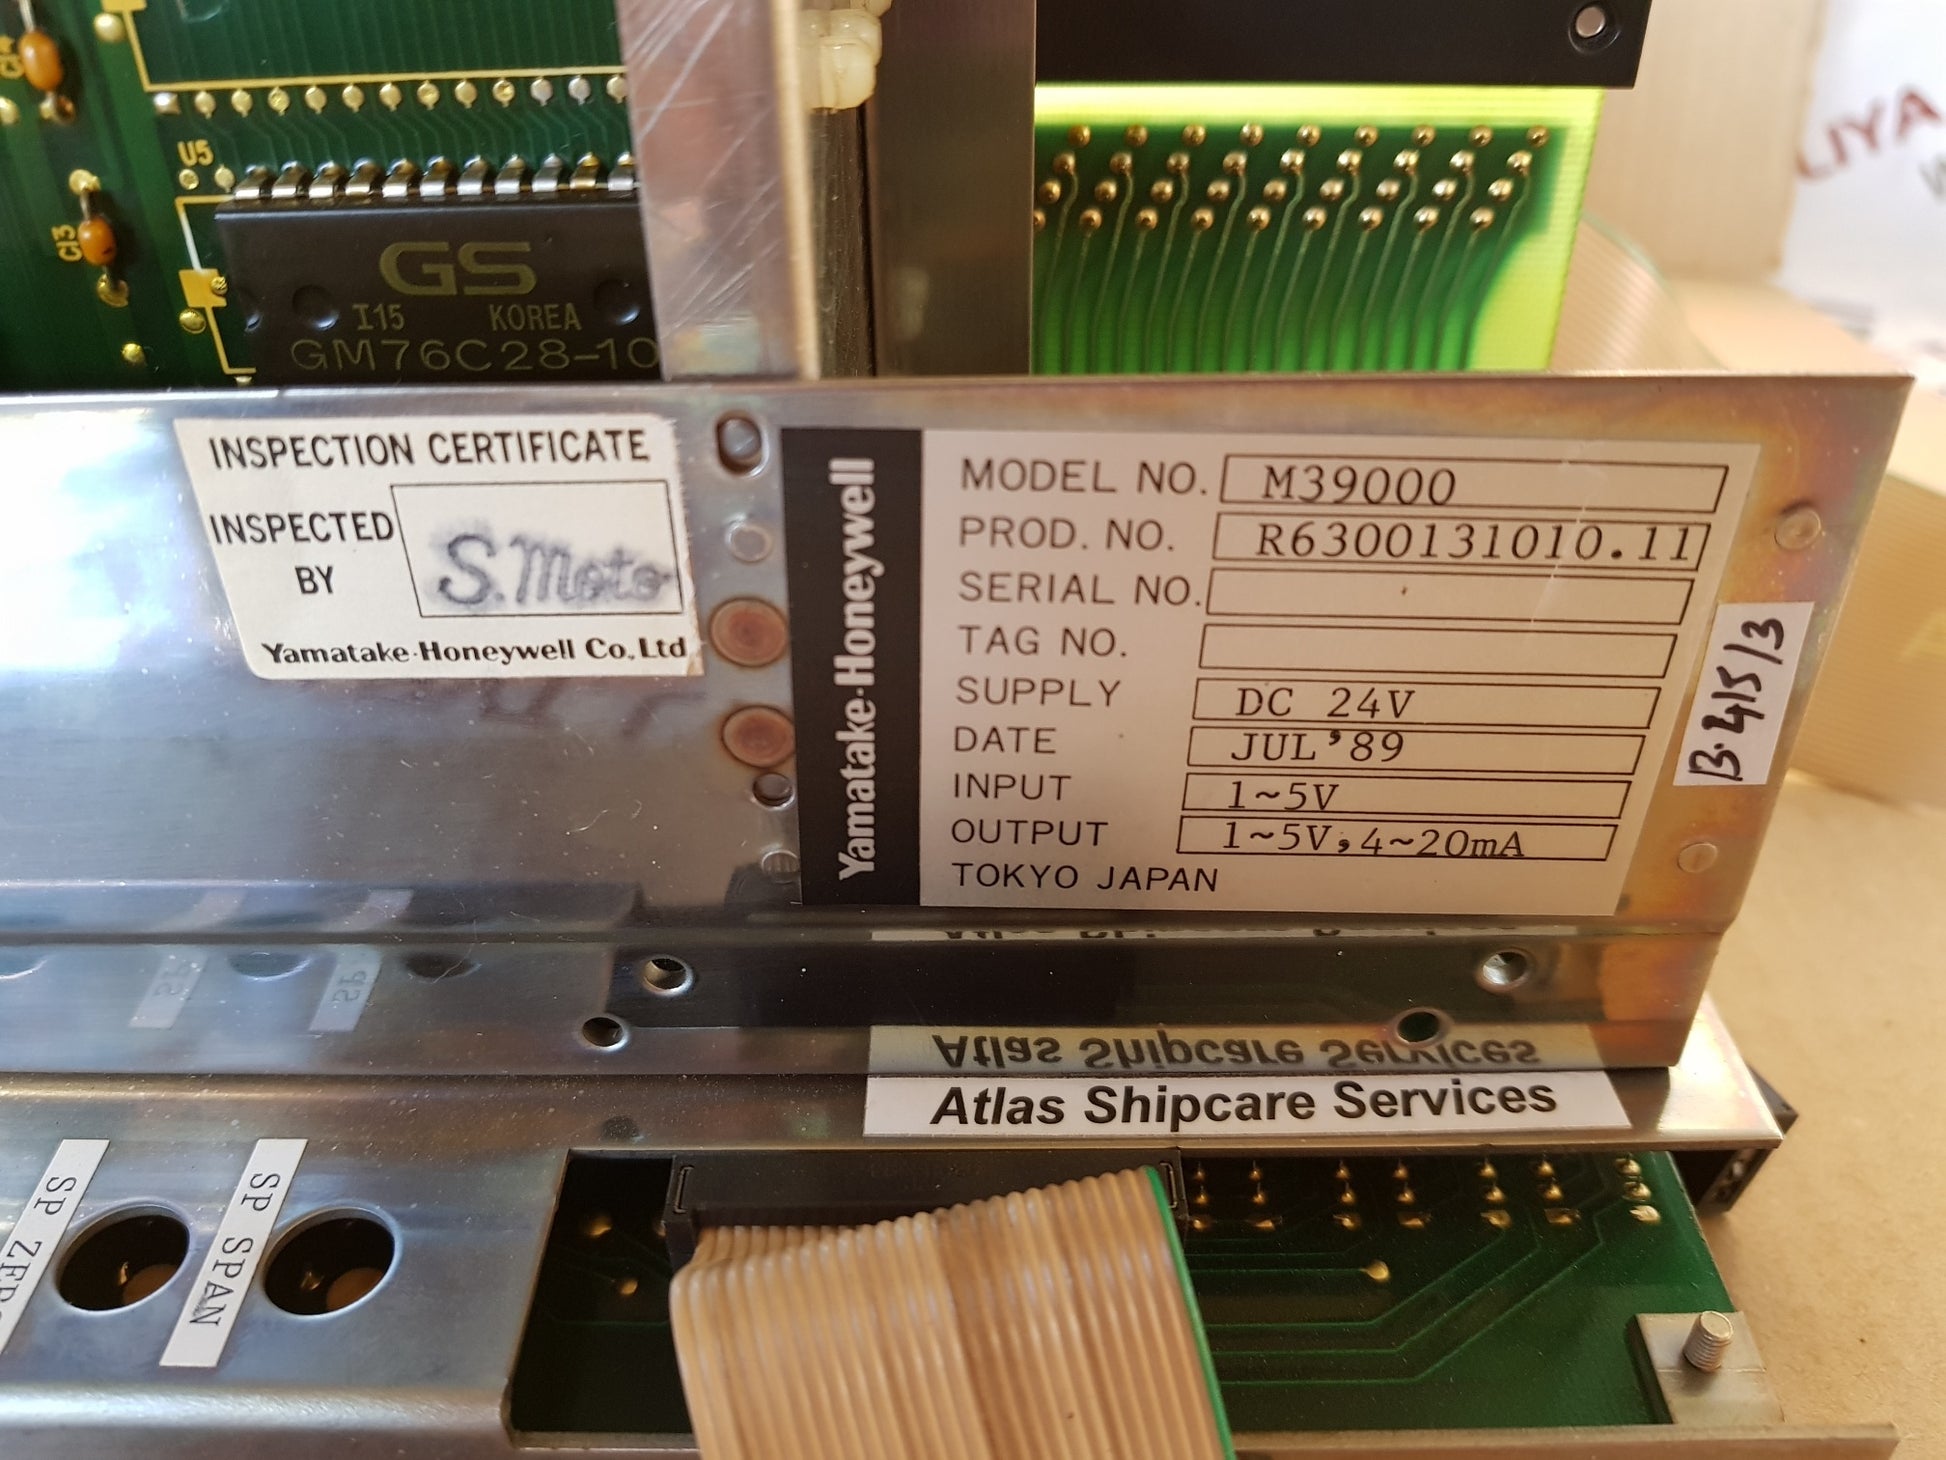 U5
C13
GS
I15 KOREA
GM76C28-10
LIYA
INSPECTION CERTIFICATE
INSPECTED
BY
S. Moto
Yamatake-Honeywell Co., Ltd
Yamatake-Honeywell
MODEL NO. M39000
PROD. NO. R6300131010.11
SERIAL NO.
TAG NO.
SUPPLY DC 24V
DATE JUL '89
INPUT 1~5V
OUTPUT 1~5V, 4~20mA
TOKYO JAPAN
B.415/3
Atlas Shipcare Services
SP
SP SPAN